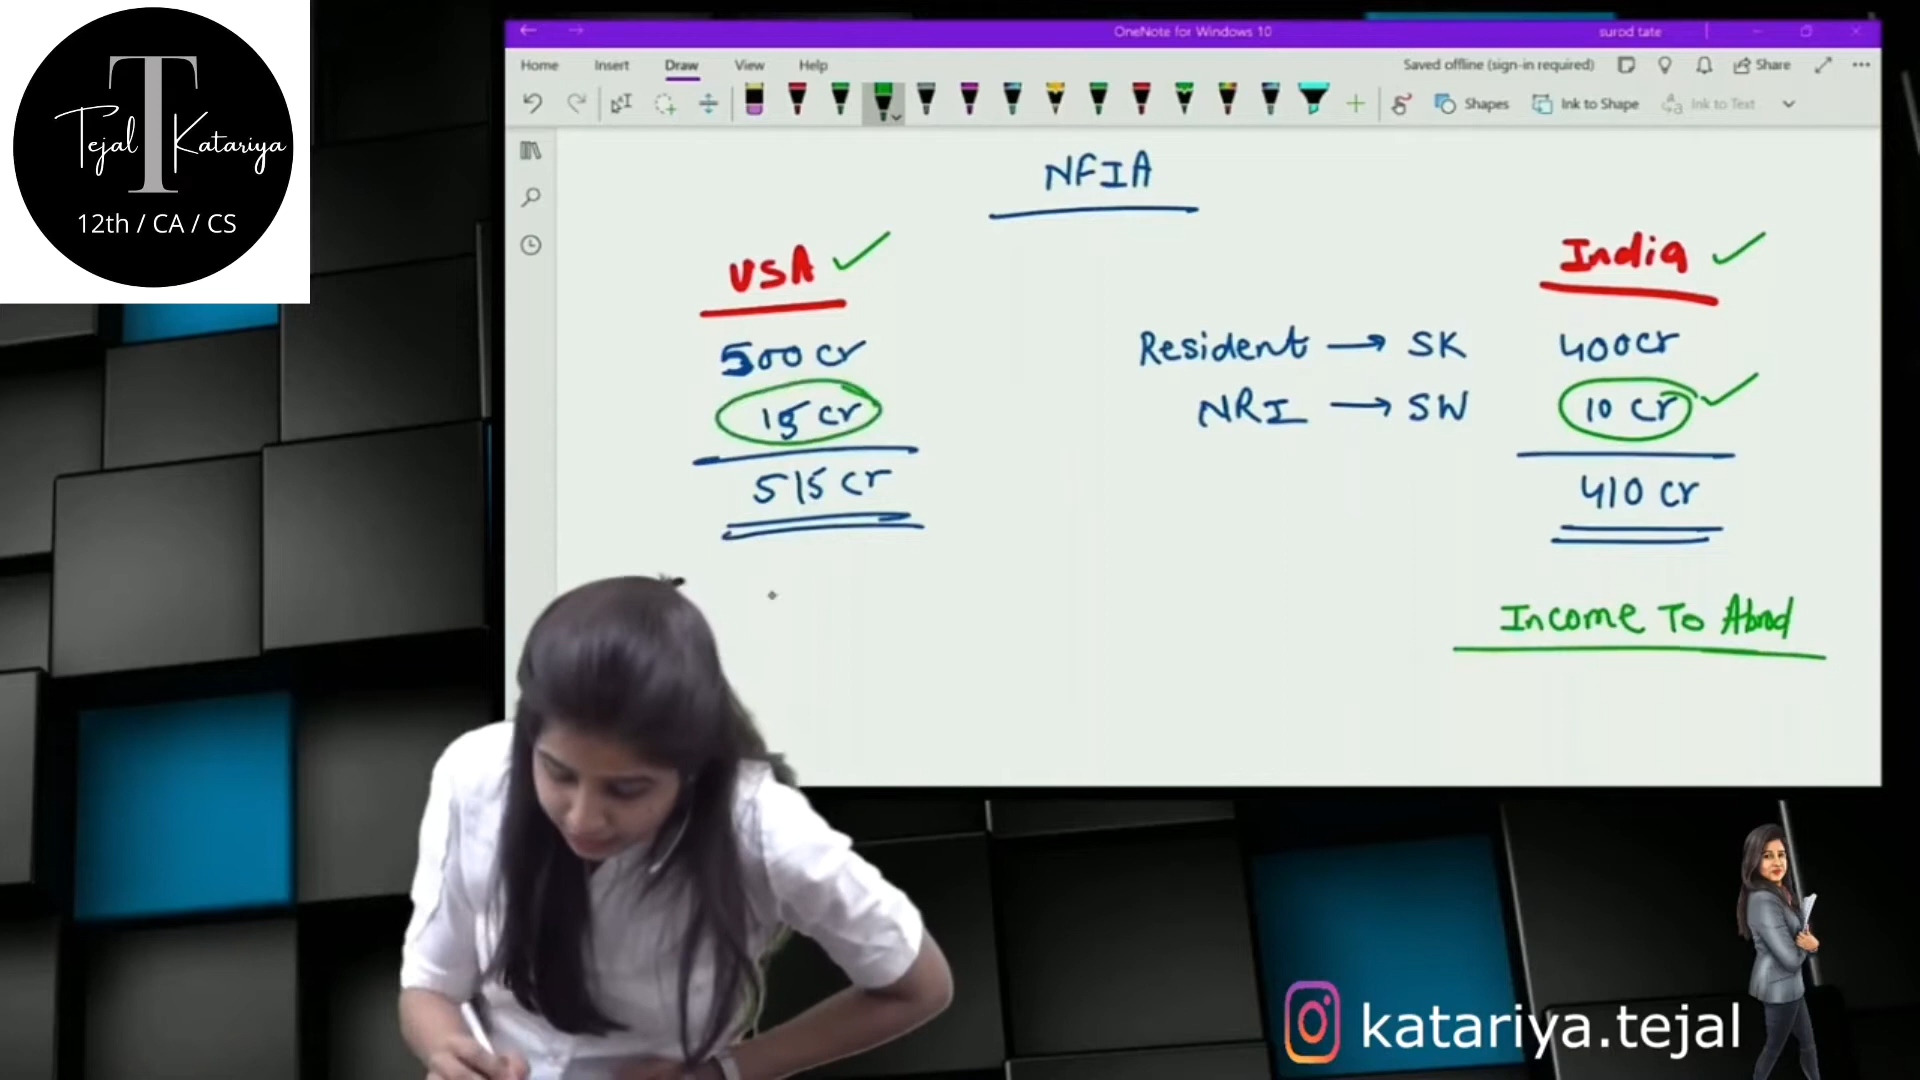 T
Tejal Katariya
12th / CA / CS
OneNote for Windows 10
surod tate
Home Insert Draw View Help
Saved offline (sign-in required) Share
Shapes Ink to Shape Ink to Text
NFIA
USA India
500 cr Resident → SK 400cr
15 cr NRI → SW 10 cr
515 cr 410 cr
Income To Abrod
katariya.tejal